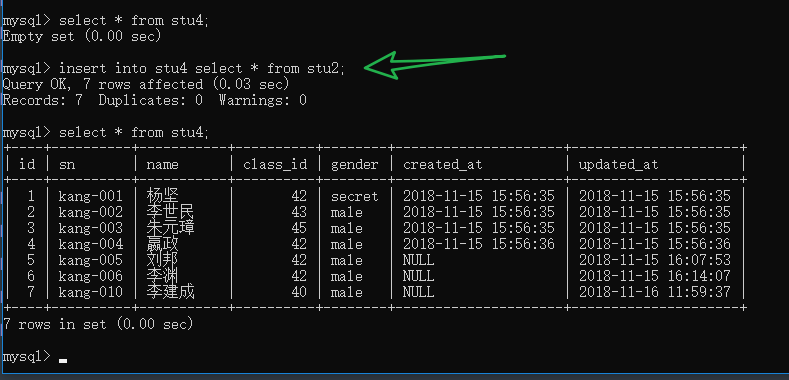 mysql> select * from stu4;
Empty set (0.00 sec)
mysql> insert into stu4 select * from stu2;
Query OK, 7 rows affected (0.03 sec)
Records: 7  Duplicates: 0  Warnings: 0
mysql> select * from stu4;
+----+----------+--------+----------+--------+---------------------+---------------------+
| id | sn       | name   | class_id | gender | created_at          | updated_at          |
+----+----------+--------+----------+--------+---------------------+---------------------+
|  1 | kang-001 | 杨坚   |       42 | secret | 2018-11-15 15:56:35 | 2018-11-15 15:56:35 |
|  2 | kang-002 | 李世民 |       43 | male   | 2018-11-15 15:56:35 | 2018-11-15 15:56:35 |
|  3 | kang-003 | 朱元璋 |       45 | male   | 2018-11-15 15:56:35 | 2018-11-15 15:56:35 |
|  4 | kang-004 | 嬴政   |       42 | male   | 2018-11-15 15:56:36 | 2018-11-15 15:56:36 |
|  5 | kang-005 | 刘邦   |       42 | male   | NULL                | 2018-11-15 16:07:53 |
|  6 | kang-006 | 李渊   |       42 | male   | NULL                | 2018-11-15 16:14:07 |
|  7 | kang-010 | 李建成 |       40 | male   | NULL                | 2018-11-16 11:59:37 |
+----+----------+--------+----------+--------+---------------------+---------------------+
7 rows in set (0.00 sec)
mysql>